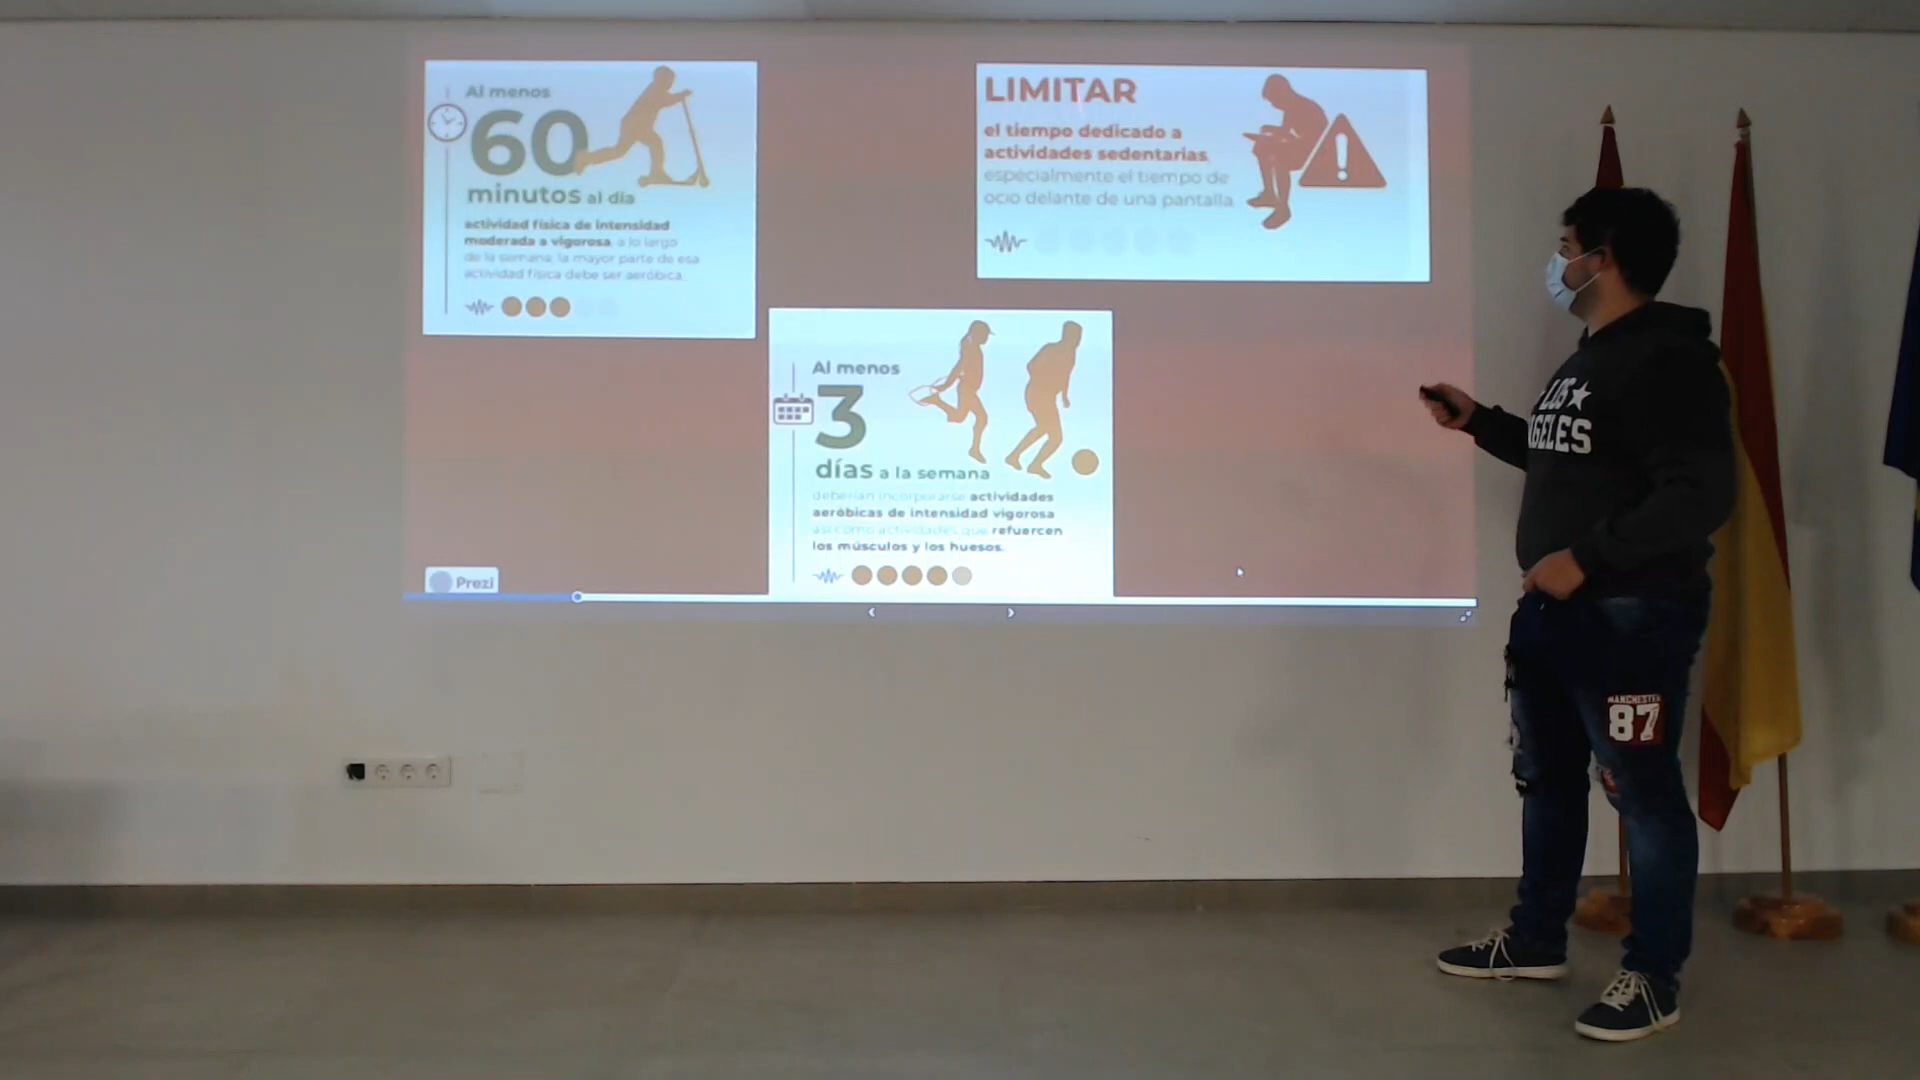 Al menos
60
minutos al día
actividad física de intensidad
moderada a vigorosa, a lo largo
de la semana; la mayor parte de esa
actividad física debe ser aeróbica.
LIMITAR
el tiempo dedicado a
actividades sedentarias,
especialmente el tiempo de
ocio delante de una pantalla
Al menos
3
días a la semana
deberían incorporarse actividades
aeróbicas de intensidad vigorosa
así como actividades que refuercen
los músculos y los huesos.
Prezi
LOS
GELES
MANCHESTER
87